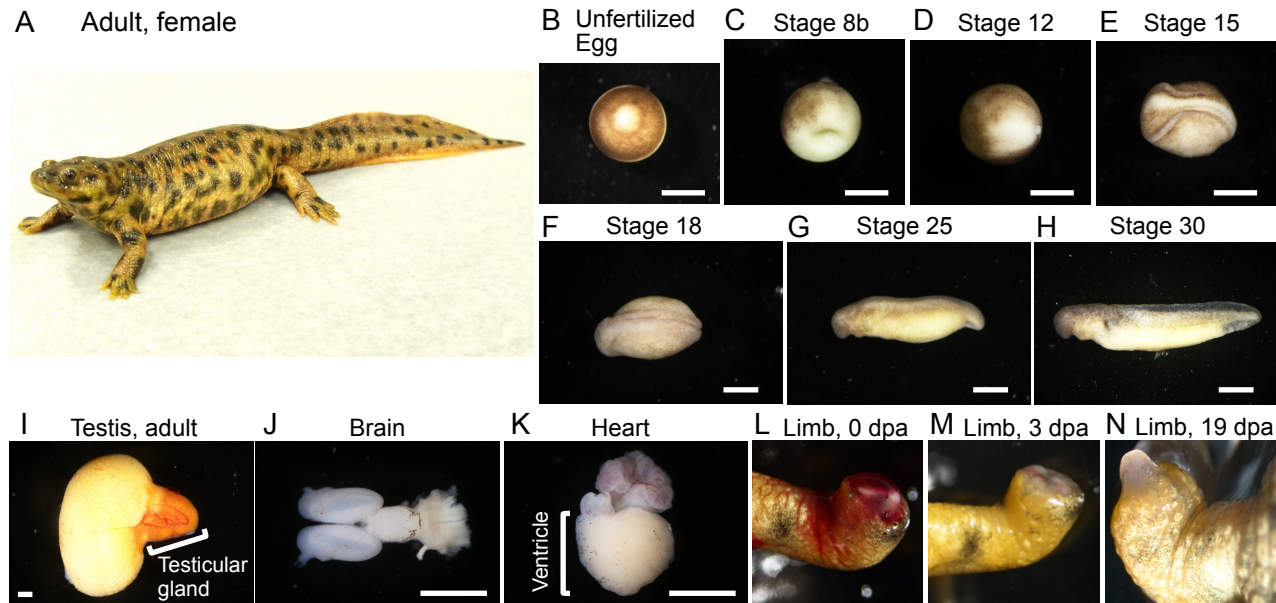 A Adult, female
B Unfertilized
Egg
C Stage 8b
D Stage 12
E Stage 15
F Stage 18
G Stage 25
H Stage 30
I Testis, adult
Testicular
gland
J Brain
K Heart
Ventricle
L Limb, 0 dpa
M Limb, 3 dpa
N Limb, 19 dpa